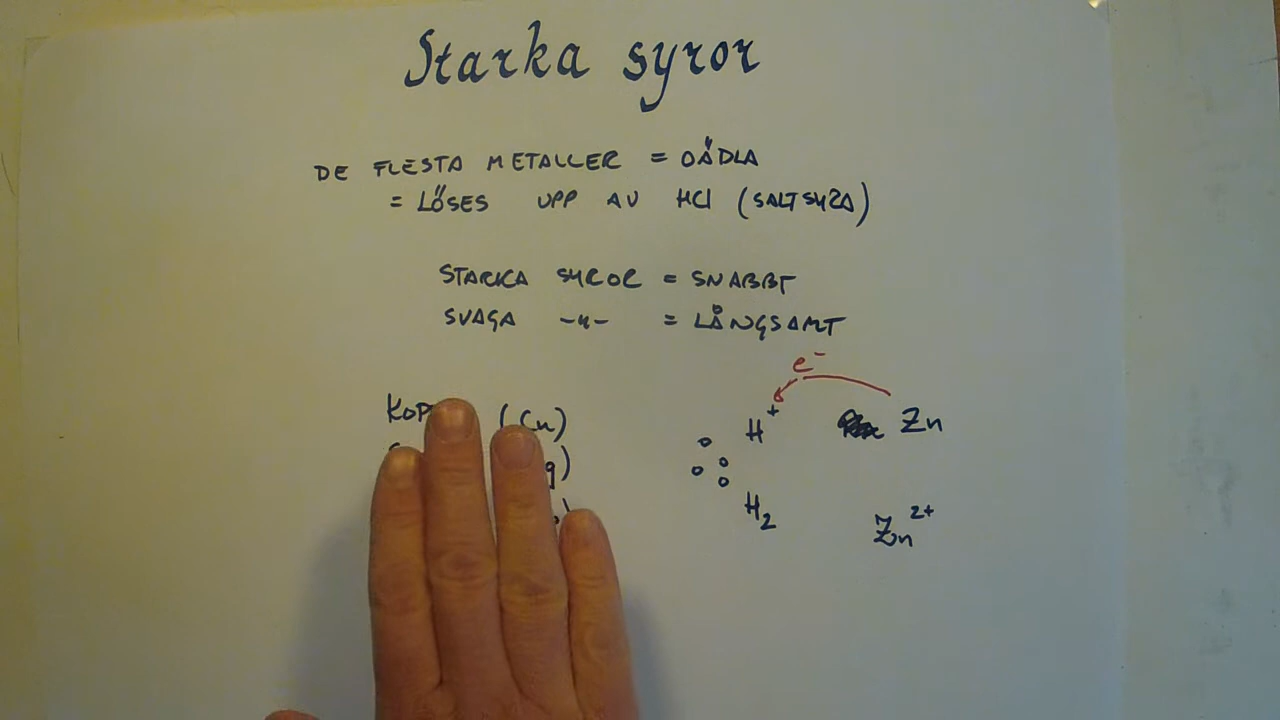 Starka syror
DE FLESTA METALLER = OÄDLA
= LÖSES UPP AV HCl (SALTSYRA)
STARKA SYROR = SNABBT
SVAGA -"- = LÅNGSAMT
e⁻
(Cu)
H⁺ Zn
H₂
Zn²⁺